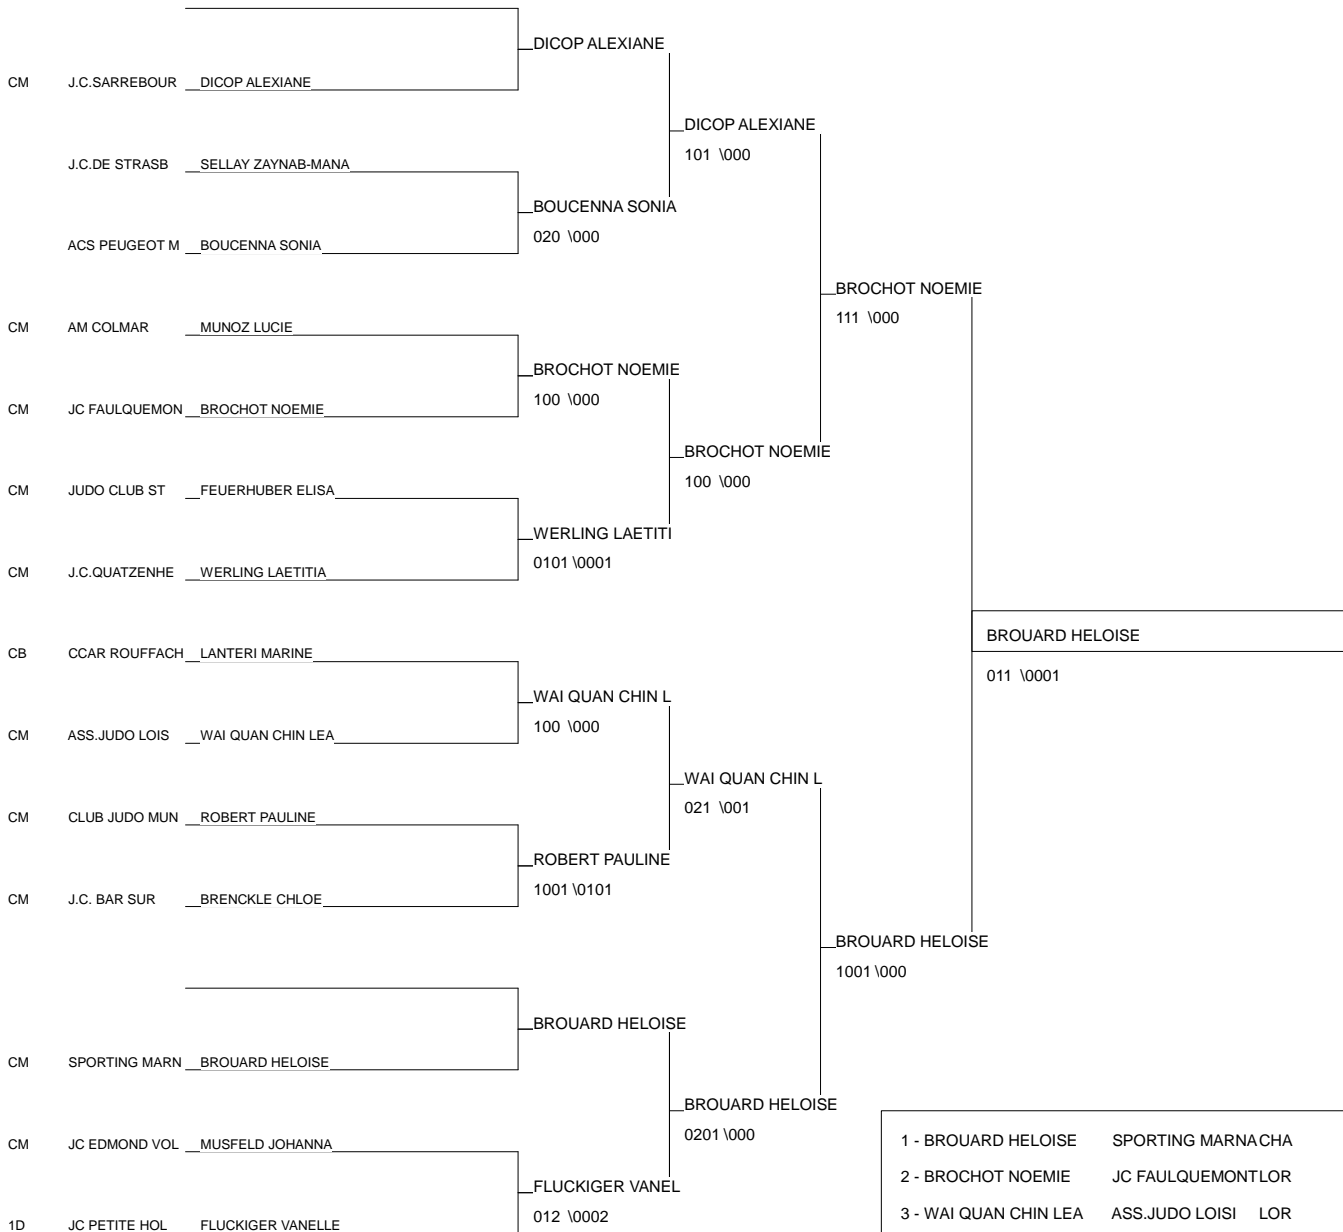 DICOP ALEXIANE
CM J.C.SARREBOUR DICOP ALEXIANE
DICOP ALEXIANE
101 \000
J.C.DE STRASB SELLAY ZAYNAB-MANA
BOUCENNA SONIA
020 \000
ACS PEUGEOT M BOUCENNA SONIA
BROCHOT NOEMIE
111 \000
CM AM COLMAR MUNOZ LUCIE
BROCHOT NOEMIE
100 \000
CM JC FAULQUEMON BROCHOT NOEMIE
BROCHOT NOEMIE
100 \000
CM JUDO CLUB ST FEUERHUBER ELISA
WERLING LAETITI
0101 \0001
CM J.C.QUATZENHE WERLING LAETITIA
BROUARD HELOISE
011 \0001
CB CCAR ROUFFACH LANTERI MARINE
WAI QUAN CHIN L
100 \000
CM ASS.JUDO LOIS WAI QUAN CHIN LEA
WAI QUAN CHIN L
021 \001
CM CLUB JUDO MUN ROBERT PAULINE
ROBERT PAULINE
1001 \0101
CM J.C. BAR SUR BRENCKLE CHLOE
BROUARD HELOISE
1001 \000
BROUARD HELOISE
CM SPORTING MARN BROUARD HELOISE
BROUARD HELOISE
0201 \000
CM JC EDMOND VOL MUSFELD JOHANNA
FLUCKIGER VANEL
012 \0002
1D JC PETITE HOL FLUCKIGER VANELLE
1 - BROUARD HELOISE SPORTING MARNACHA
2 - BROCHOT NOEMIE JC FAULQUEMONTLOR
3 - WAI QUAN CHIN LEA ASS.JUDO LOISI LOR